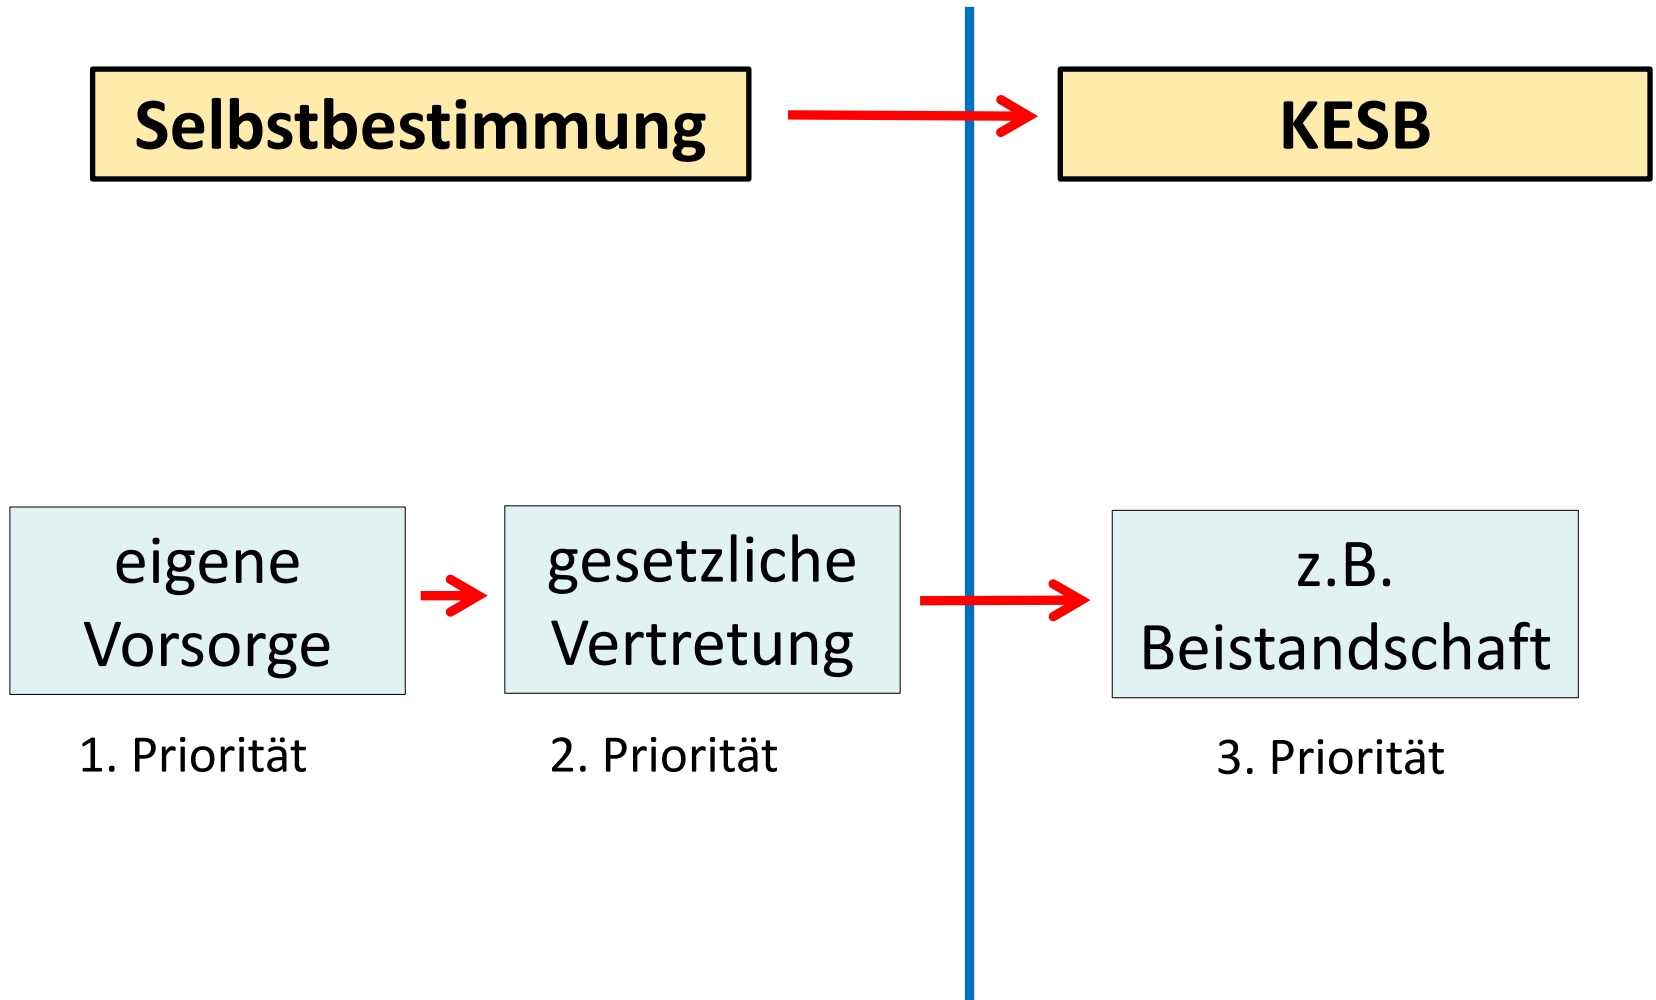 Selbstbestimmung
KESB
eigene
Vorsorge
gesetzliche
Vertretung
z.B.
Beistandschaft
1. Priorität
2. Priorität
3. Priorität